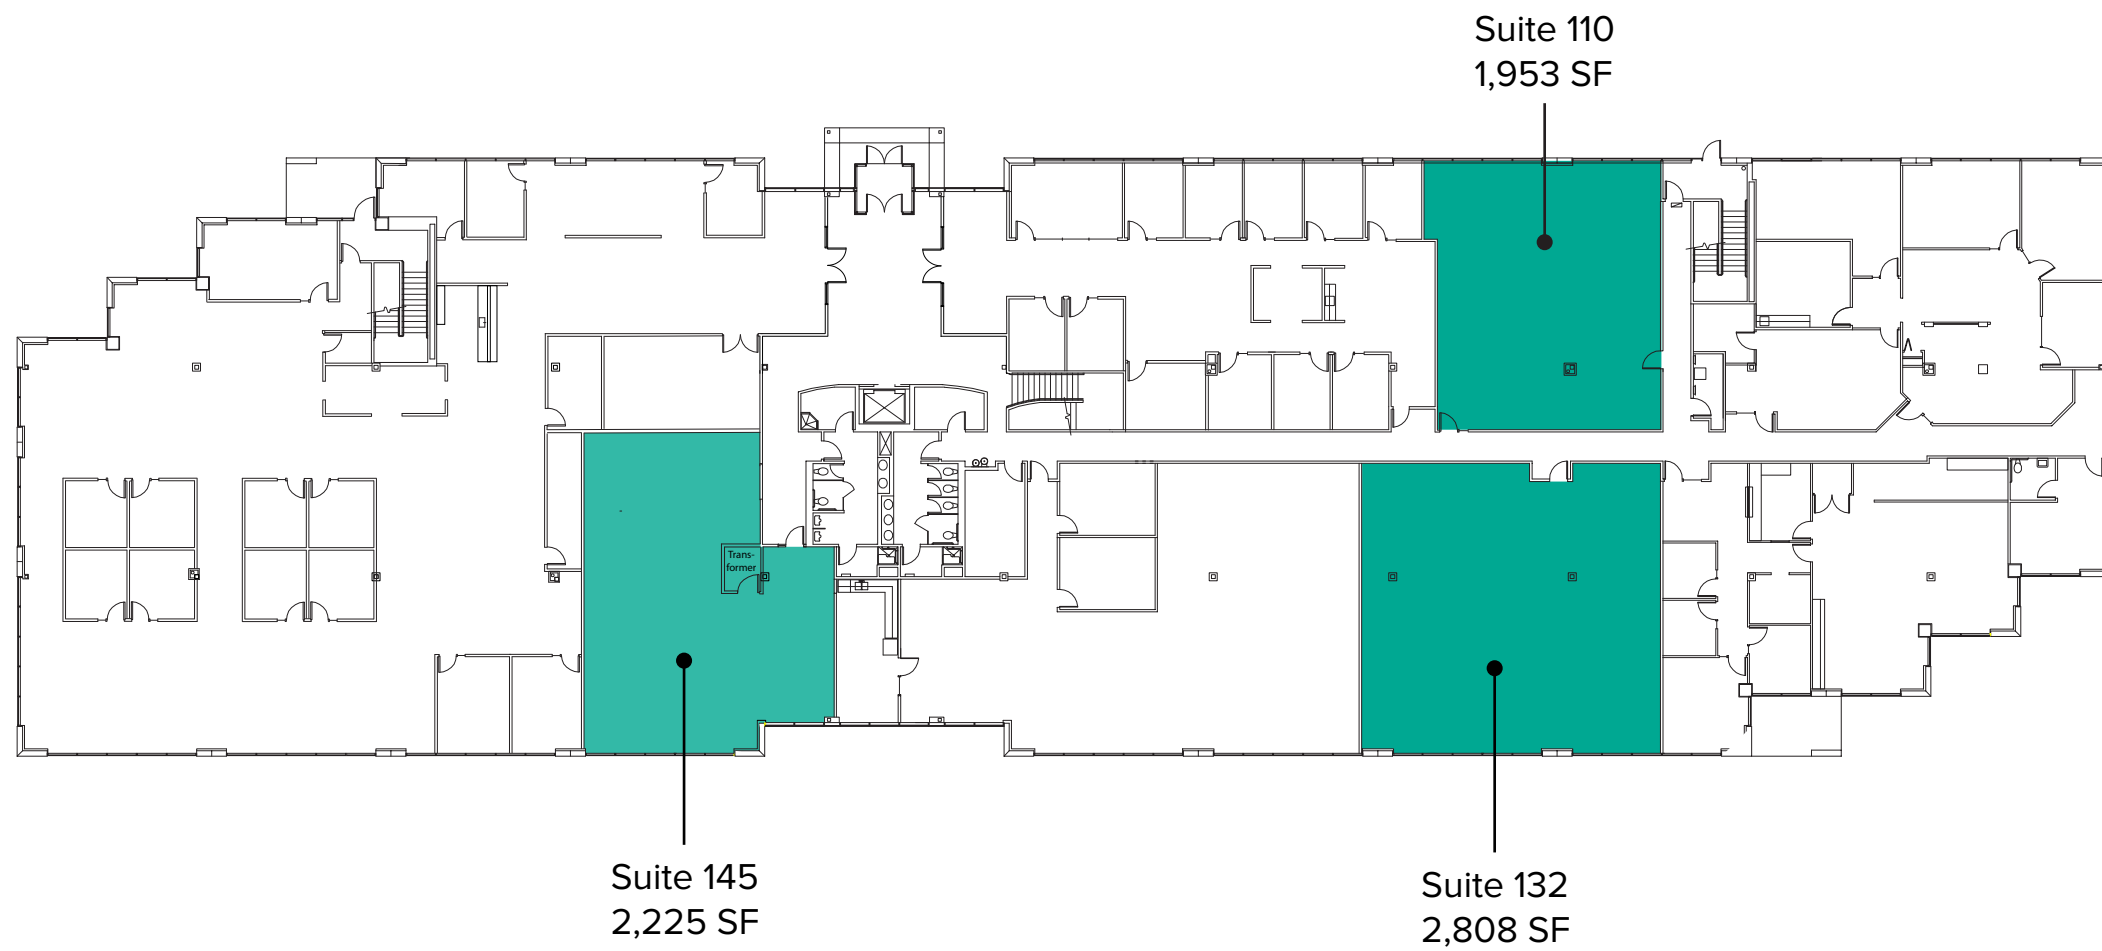 Suite 110
1,953 SF
Trans-
former
Suite 145
2,225 SF
Suite 132
2,808 SF